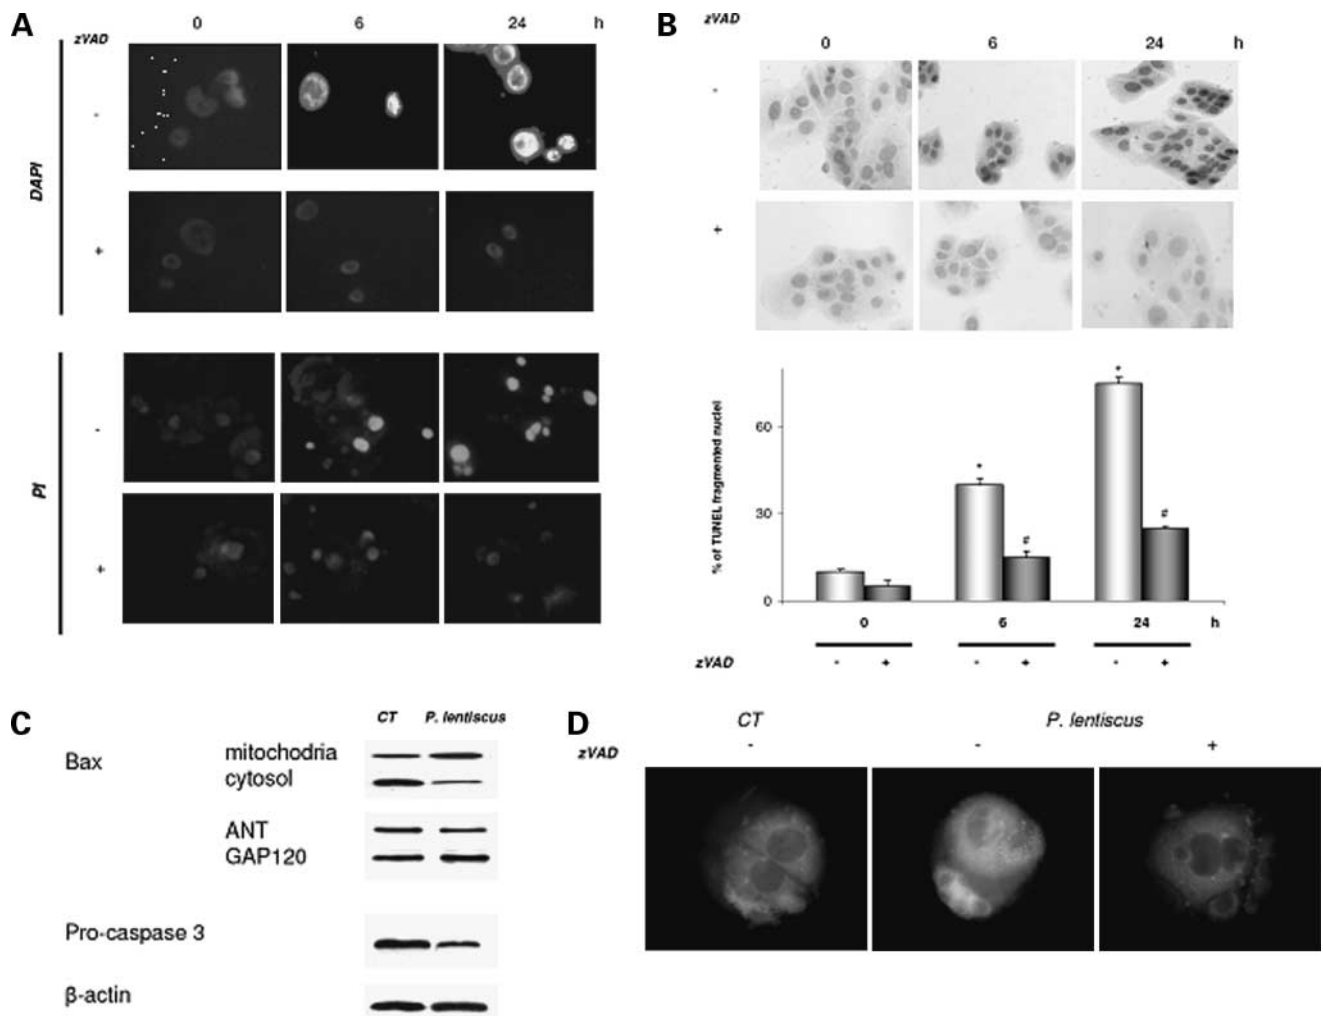 A
zVAD
0 6 24 h
DAPI
-
+
PI
-
+
B
zVAD
0 6 24 h
-
+
% of TUNEL fragmented nuclei
60
30
0
* # * #
0 6 24 h
zVAD - + - + - +
C
CT P. lentiscus
Bax
mitochodria
cytosol
ANT
GAP120
Pro-caspase 3
β-actin
D
CT P. lentiscus
zVAD - - +